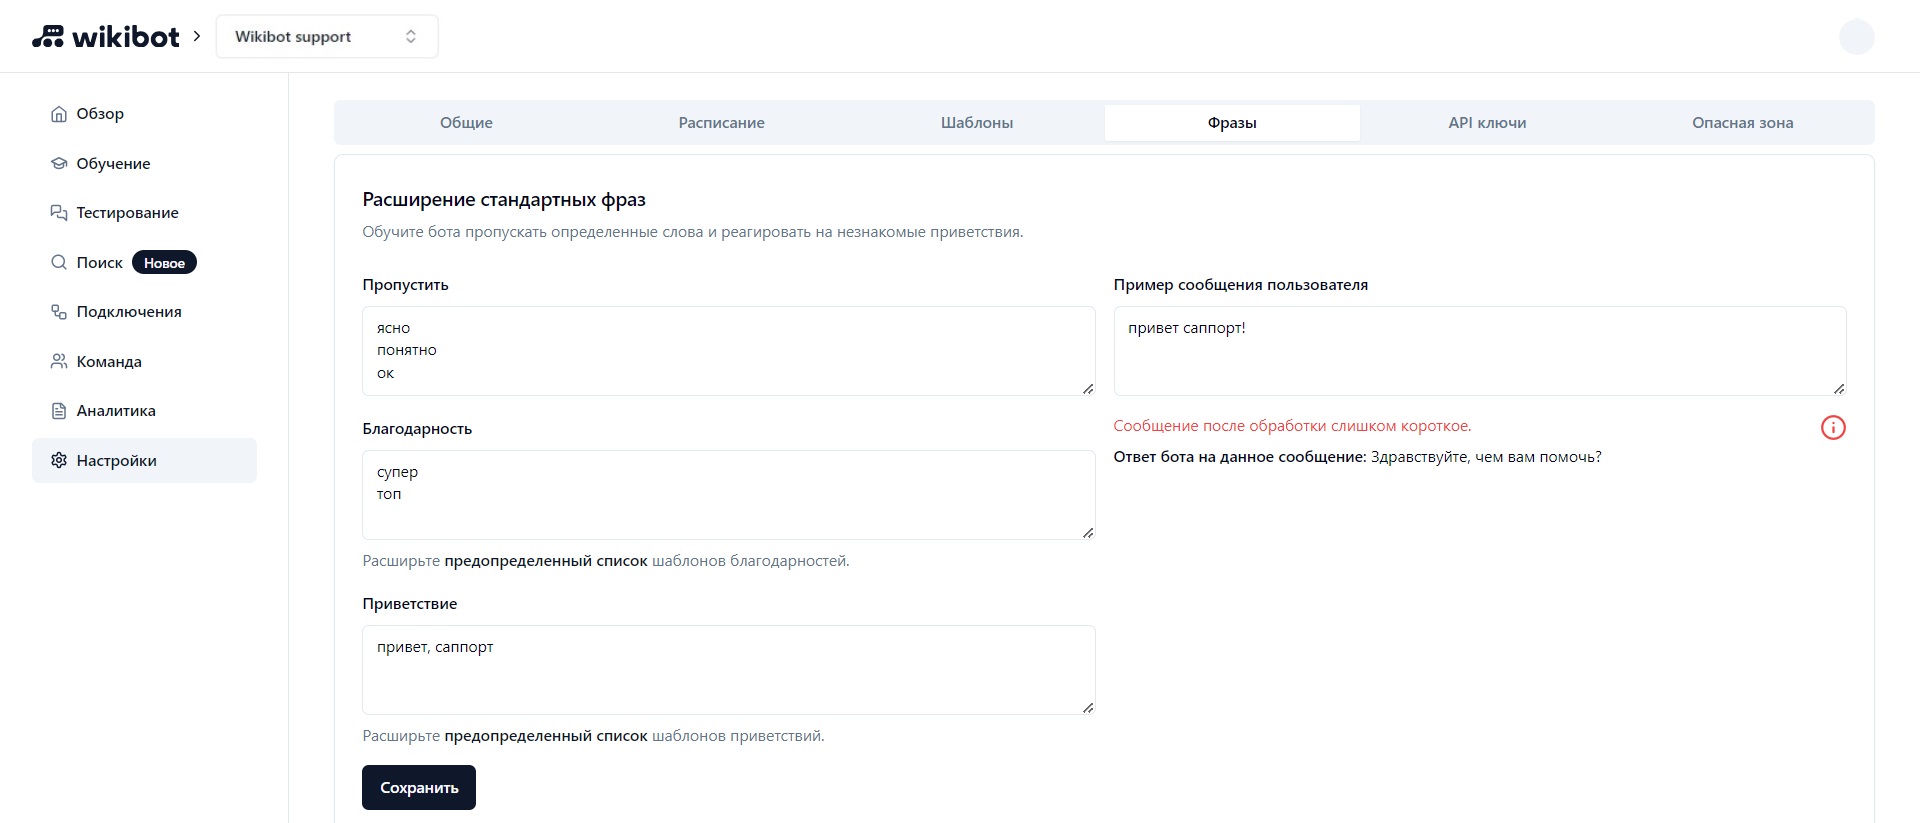 wikibot
Wikibot support
Обзор
Обучение
Тестирование
Поиск Новое
Подключения
Команда
Аналитика
Настройки
Общие Расписание Шаблоны Фразы API ключи Опасная зона
Расширение стандартных фраз
Обучите бота пропускать определенные слова и реагировать на незнакомые приветствия.
Пропустить
ясно
понятно
ок
Благодарность
супер
топ
Расширьте предопределенный список шаблонов благодарностей.
Приветствие
привет, саппорт
Расширьте предопределенный список шаблонов приветствий.
Сохранить
Пример сообщения пользователя
привет саппорт!
Сообщение после обработки слишком короткое.
Ответ бота на данное сообщение: Здравствуйте, чем вам помочь?